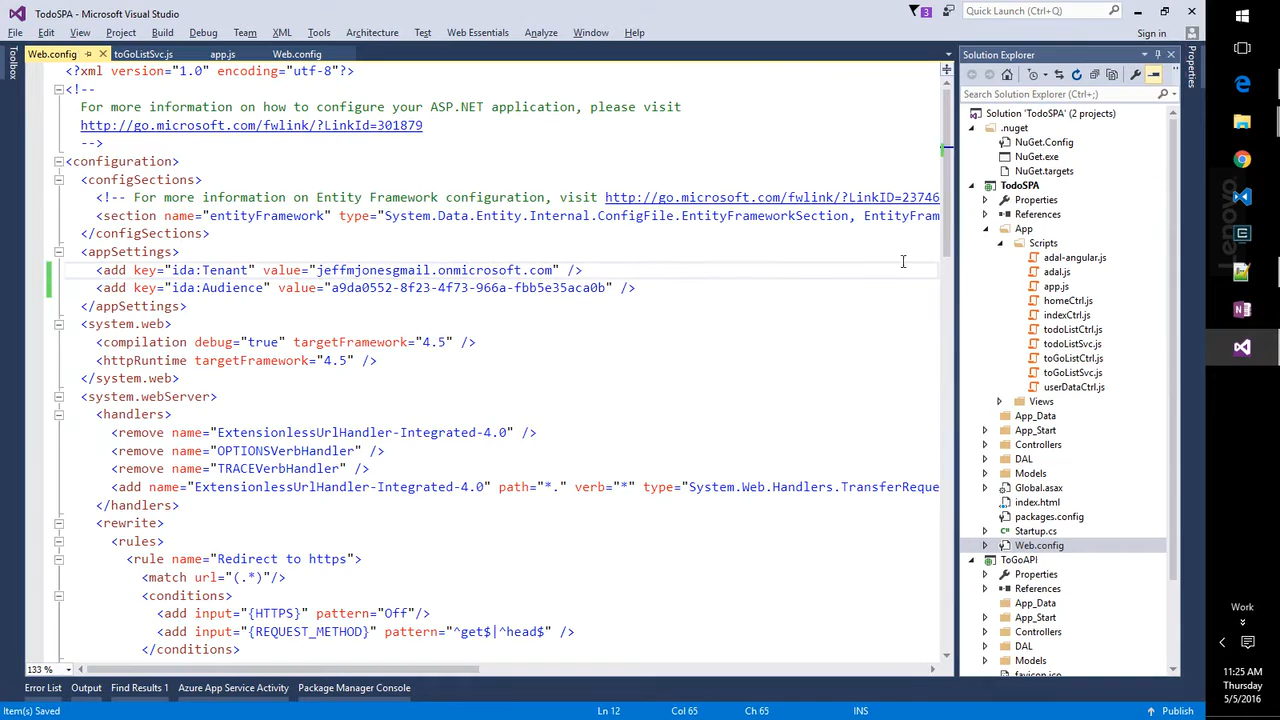 TodoSPA - Microsoft Visual Studio
3
Quick Launch (Ctrl+Q)
File Edit View Project Build Debug Team XML Tools Architecture Test Web Essentials Analyze Window Help
Sign in
Web.config toGoListSvc.js app.js Web.config
Toolbox
<?xml version="1.0" encoding="utf-8"?>
<!--
For more information on how to configure your ASP.NET application, please visit
http://go.microsoft.com/fwlink/?LinkId=301879
-->
<configuration>
<configSections>
<!-- For more information on Entity Framework configuration, visit http://go.microsoft.com/fwlink/?LinkID=23746
<section name="entityFramework" type="System.Data.Entity.Internal.ConfigFile.EntityFrameworkSection, EntityFram
</configSections>
<appSettings>
<add key="ida:Tenant" value="jeffmjonesgmail.onmicrosoft.com" />
<add key="ida:Audience" value="a9da0552-8f23-4f73-966a-fbb5e35aca0b" />
</appSettings>
<system.web>
<compilation debug="true" targetFramework="4.5" />
<httpRuntime targetFramework="4.5" />
</system.web>
<system.webServer>
<handlers>
<remove name="ExtensionlessUrlHandler-Integrated-4.0" />
<remove name="OPTIONSVerbHandler" />
<remove name="TRACEVerbHandler" />
<add name="ExtensionlessUrlHandler-Integrated-4.0" path="*." verb="*" type="System.Web.Handlers.TransferReque
</handlers>
<rewrite>
<rules>
<rule name="Redirect to https">
<match url="(.*)"/>
<conditions>
<add input="{HTTPS}" pattern="Off"/>
<add input="{REQUEST_METHOD}" pattern="^get$|^head$" />
</conditions>
133 %
Solution Explorer
Search Solution Explorer (Ctrl+;)
Solution 'TodoSPA' (2 projects)
.nuget
NuGet.Config
NuGet.exe
NuGet.targets
TodoSPA
Properties
References
App
Scripts
adal-angular.js
adal.js
app.js
homeCtrl.js
indexCtrl.js
todoListCtrl.js
todoListSvc.js
toGoListCtrl.js
toGoListSvc.js
userDataCtrl.js
Views
App_Data
App_Start
Controllers
DAL
Models
Global.asax
index.html
packages.config
Startup.cs
Web.config
ToGoAPI
Properties
References
App_Data
App_Start
Controllers
DAL
Models
favicon.ico
Properties
Error List Output Find Results 1 Azure App Service Activity Package Manager Console
Item(s) Saved Ln 12 Col 65 Ch 65 INS Publish
Lenovo
Work
11:25 AM
Thursday
5/5/2016